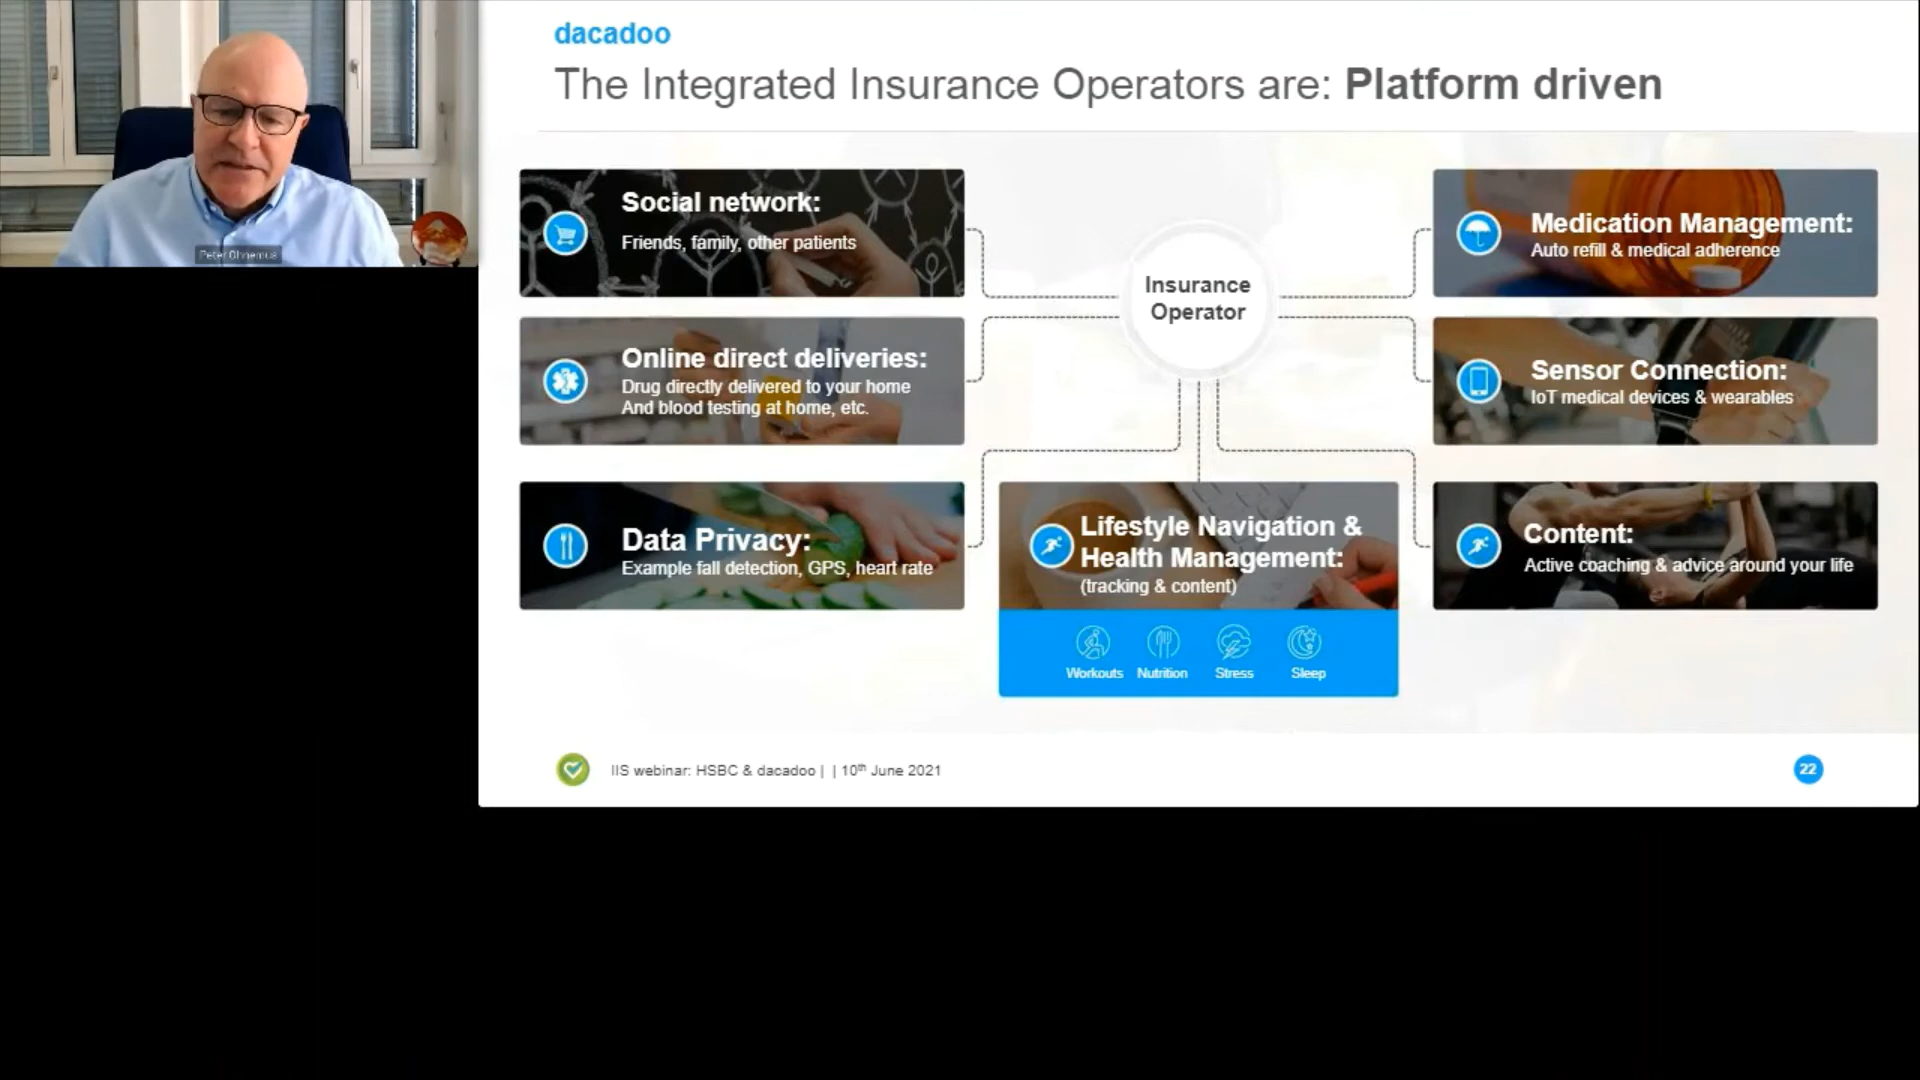 dacadoo
The Integrated Insurance Operators are: Platform driven
Peter Ohnemus
Social network:
Friends, family, other patients
Online direct deliveries:
Drug directly delivered to your home
And blood testing at home, etc.
Data Privacy:
Example fall detection, GPS, heart rate
Insurance
Operator
Lifestyle Navigation &
Health Management:
(tracking & content)
Workouts Nutrition Stress Sleep
Medication Management:
Auto refill & medical adherence
Sensor Connection:
IoT medical devices & wearables
Content:
Active coaching & advice around your life
IIS webinar: HSBC & dacadoo | | 10th June 2021
22